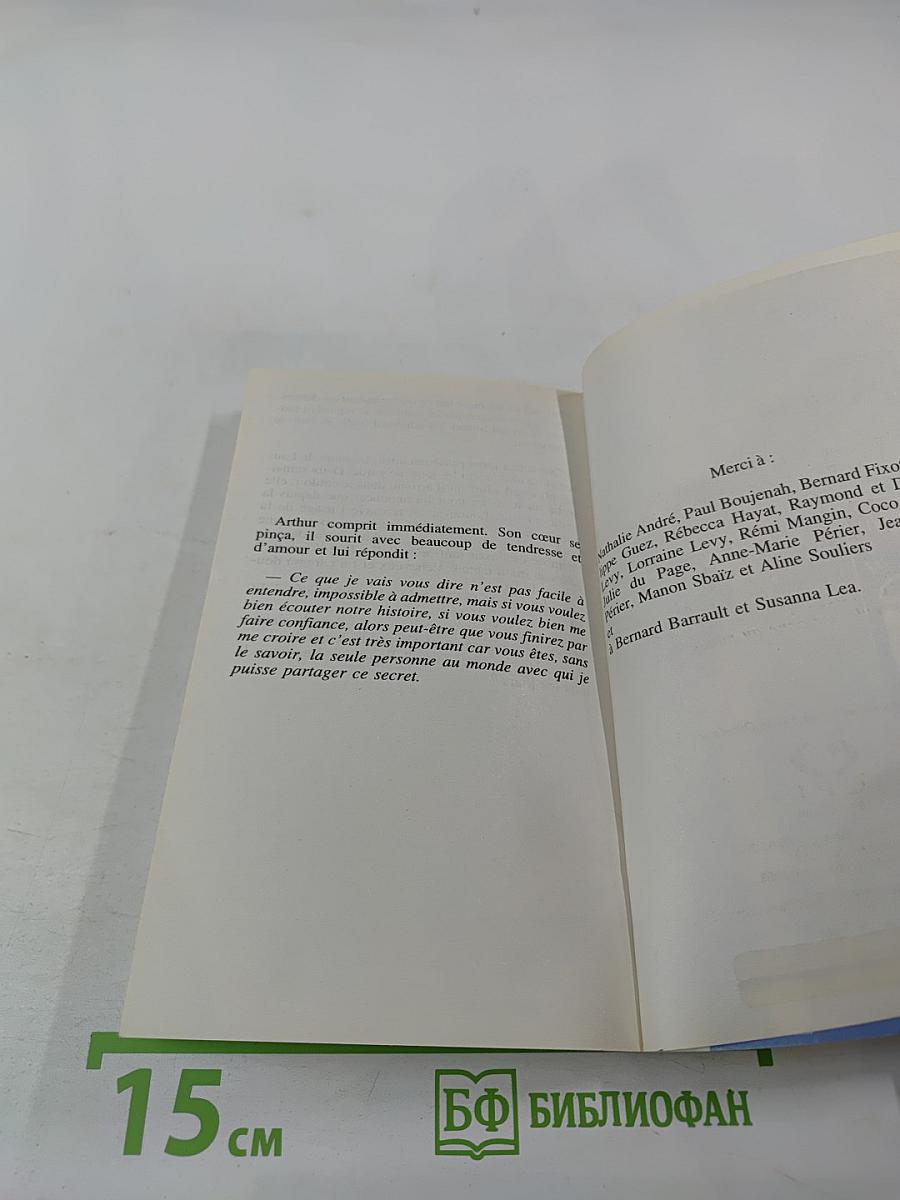 Arthur comprit immédiatement. Son cœur se
pinça, il sourit avec beaucoup de tendresse et
d'amour et lui répondit :
— Ce que je vais vous dire n'est pas facile à
entendre, impossible à admettre, mais si vous voulez
bien écouter notre histoire, si vous voulez bien me
faire confiance, alors peut-être que vous finirez par
me croire et c'est très important car vous êtes, sans
le savoir, la seule personne au monde avec qui je
puisse partager ce secret.
Merci à :
Nathalie André, Paul Boujenah, Bernard Fixot
Guez, Rébecca Hayat, Raymond et D
Levy, Lorraine Levy, Rémi Mangin, Coco
Julie du Page, Anne-Marie Périer, Jea
Périer, Manon Sbaïz et Aline Souliers
et
à Bernard Barrault et Susanna Lea.
15 см
БФ БИБЛИОФАН